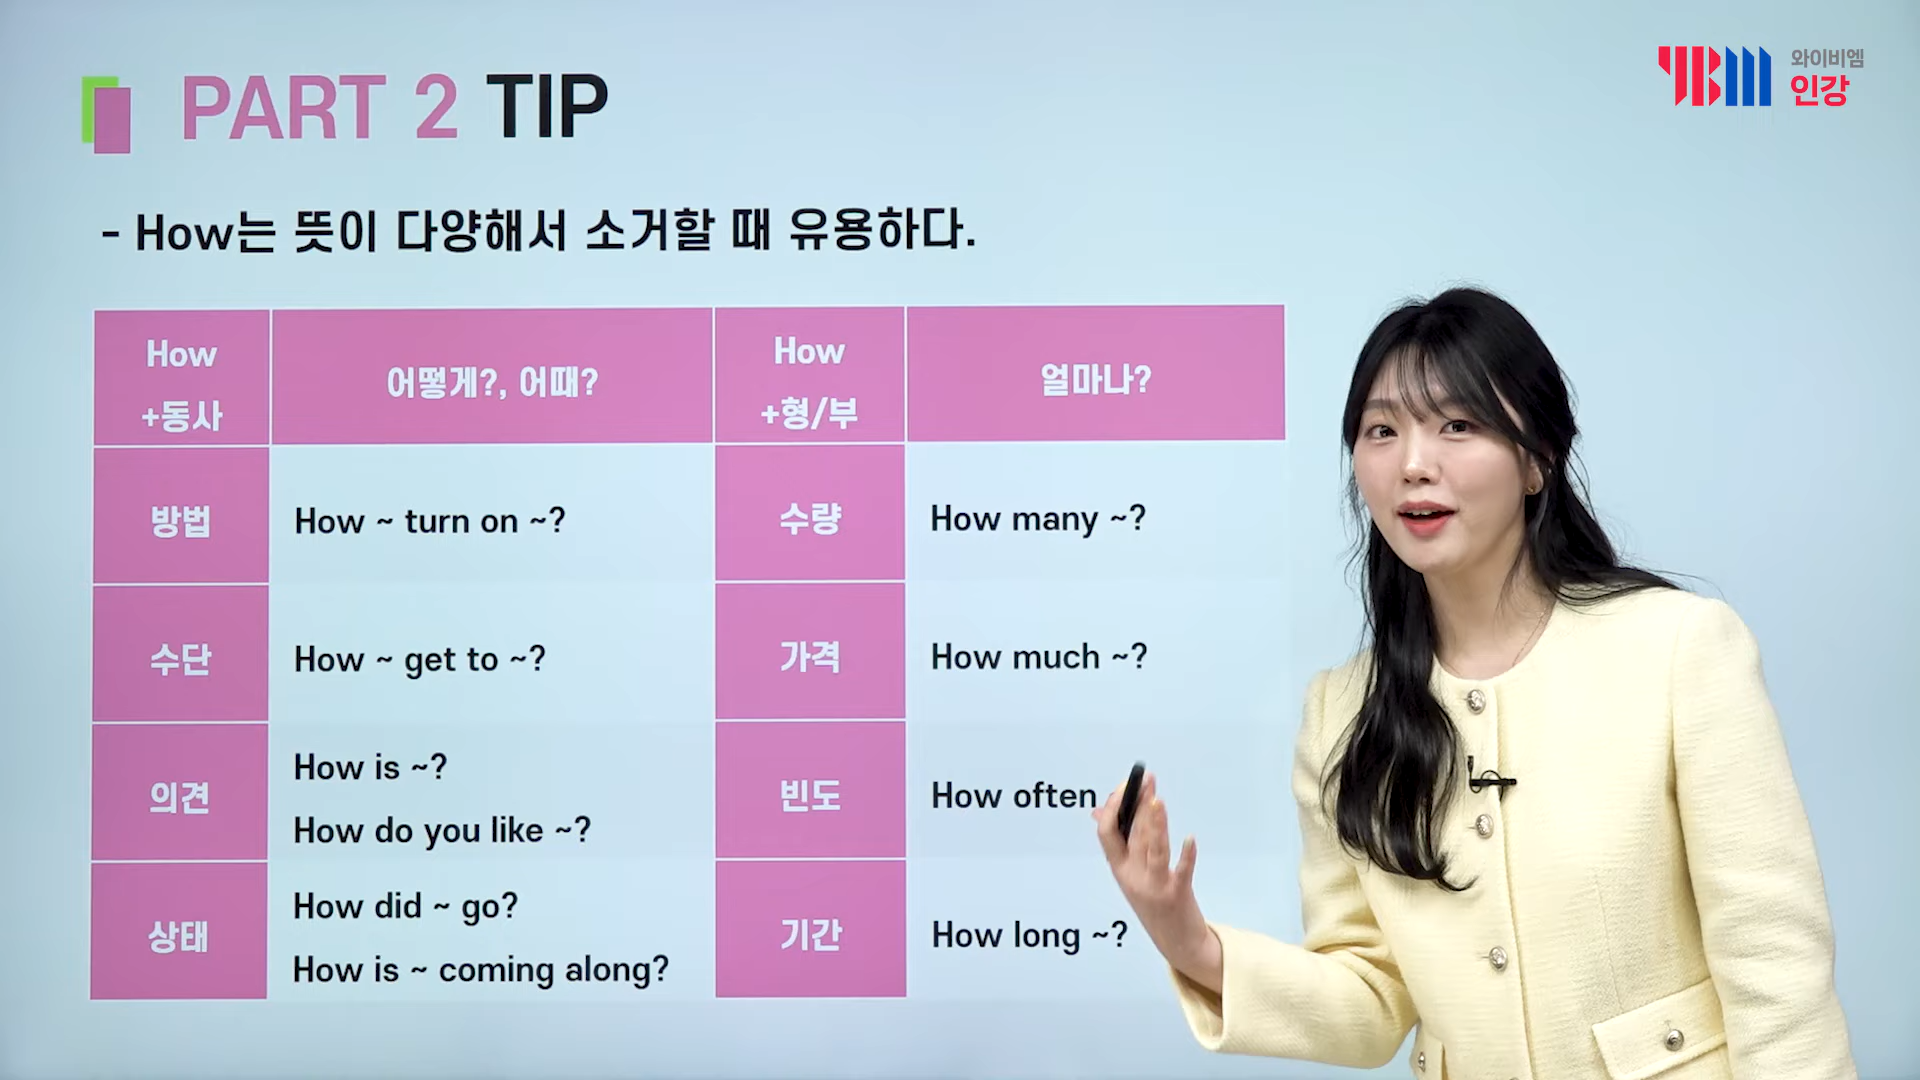 PART 2 TIP
YBM 와이비엠
인강
- How는 뜻이 다양해서 소거할 때 유용하다.
How
+동사
어떻게?, 어때?
How
+형/부
얼마나?
방법
How ~ turn on ~?
수량
How many ~?
수단
How ~ get to ~?
가격
How much ~?
의견
How is ~?
How do you like ~?
빈도
How often
상태
How did ~ go?
How is ~ coming along?
기간
How long ~?